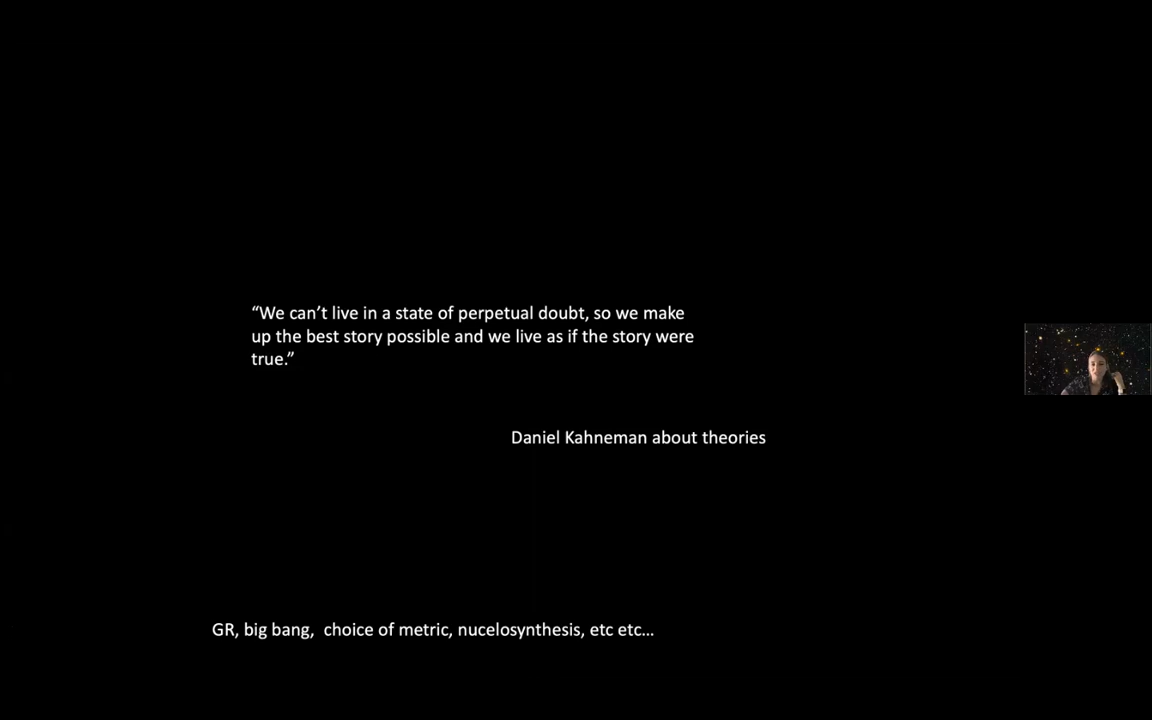 “We can’t live in a state of perpetual doubt, so we make
up the best story possible and we live as if the story were
true.”
Daniel Kahneman about theories
GR, big bang,  choice of metric, nucelosynthesis, etc etc...